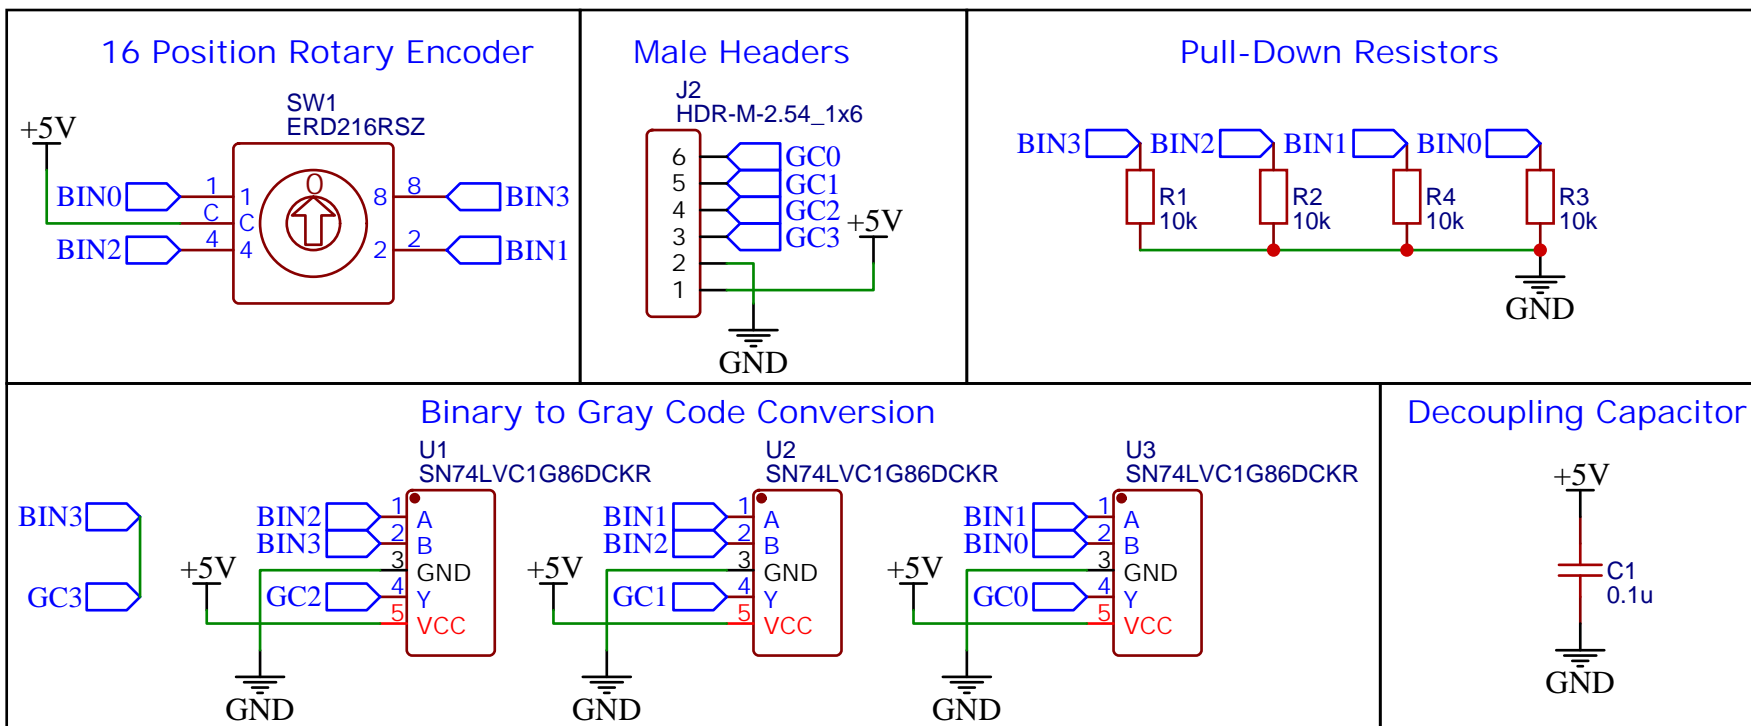 16 Position Rotary Encoder
SW1
ERD216RSZ
+5V
0
BIN0 1 1 8 8 BIN3
C C
BIN2 4 4 2 2 BIN1
Male Headers
J2
HDR-M-2.54_1x6
6 GC0
5 GC1
4 GC2
3 GC3 +5V
2
1
GND
Pull-Down Resistors
BIN3 BIN2 BIN1 BIN0
R1 R2 R4 R3
10k 10k 10k 10k
GND
Binary to Gray Code Conversion
BIN3
GC3
U1
SN74LVC1G86DCKR
BIN2 1 A
BIN3 2 B
3 GND
+5V
GC2 4 Y
5 VCC
GND
U2
SN74LVC1G86DCKR
BIN1 1 A
BIN2 2 B
3 GND
+5V
GC1 4 Y
5 VCC
GND
U3
SN74LVC1G86DCKR
BIN1 1 A
BIN0 2 B
3 GND
+5V
GC0 4 Y
5 VCC
GND
Decoupling Capacitor
+5V
C1
0.1u
GND